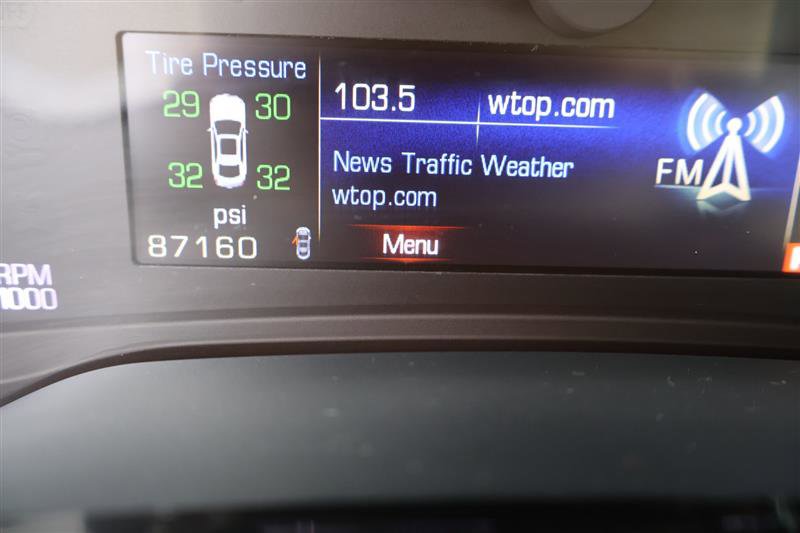 Tire Pressure
29 30
32 32
psi
87160
103.5 wtop.com
News Traffic Weather
wtop.com
Menu
FM
RPM
1000